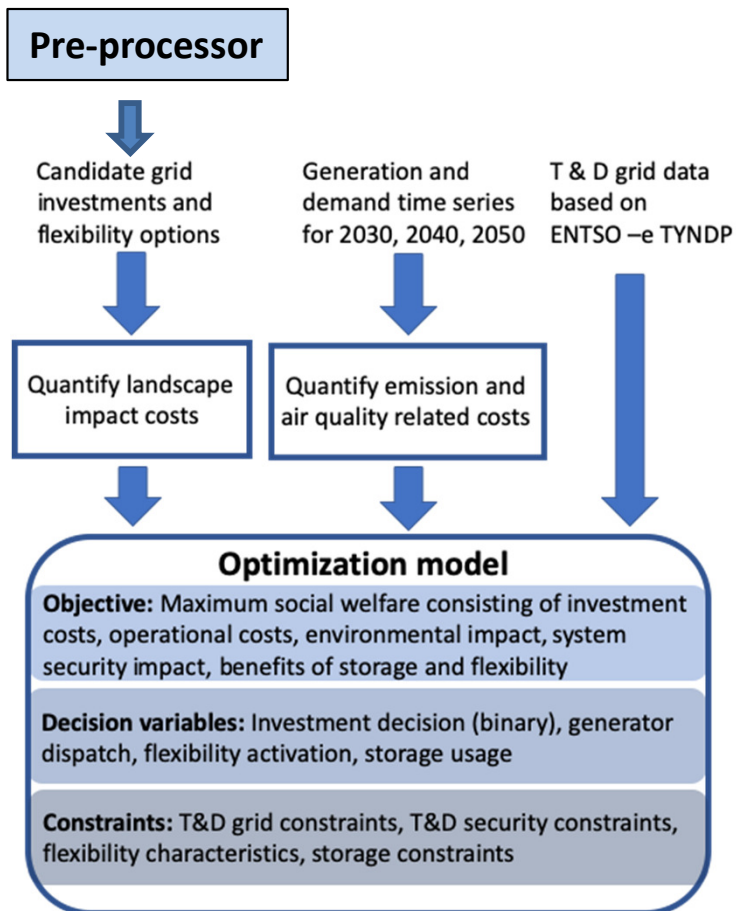 Pre-processor
Candidate grid
investments and
flexibility options
Generation and
demand time series
for 2030, 2040, 2050
T & D grid data
based on
ENTSO –e TYNDP
Quantify landscape
impact costs
Quantify emission and
air quality related costs
Optimization model
Objective: Maximum social welfare consisting of investment
costs, operational costs, environmental impact, system
security impact, benefits of storage and flexibility
Decision variables: Investment decision (binary), generator
dispatch, flexibility activation, storage usage
Constraints: T&D grid constraints, T&D security constraints,
flexibility characteristics, storage constraints